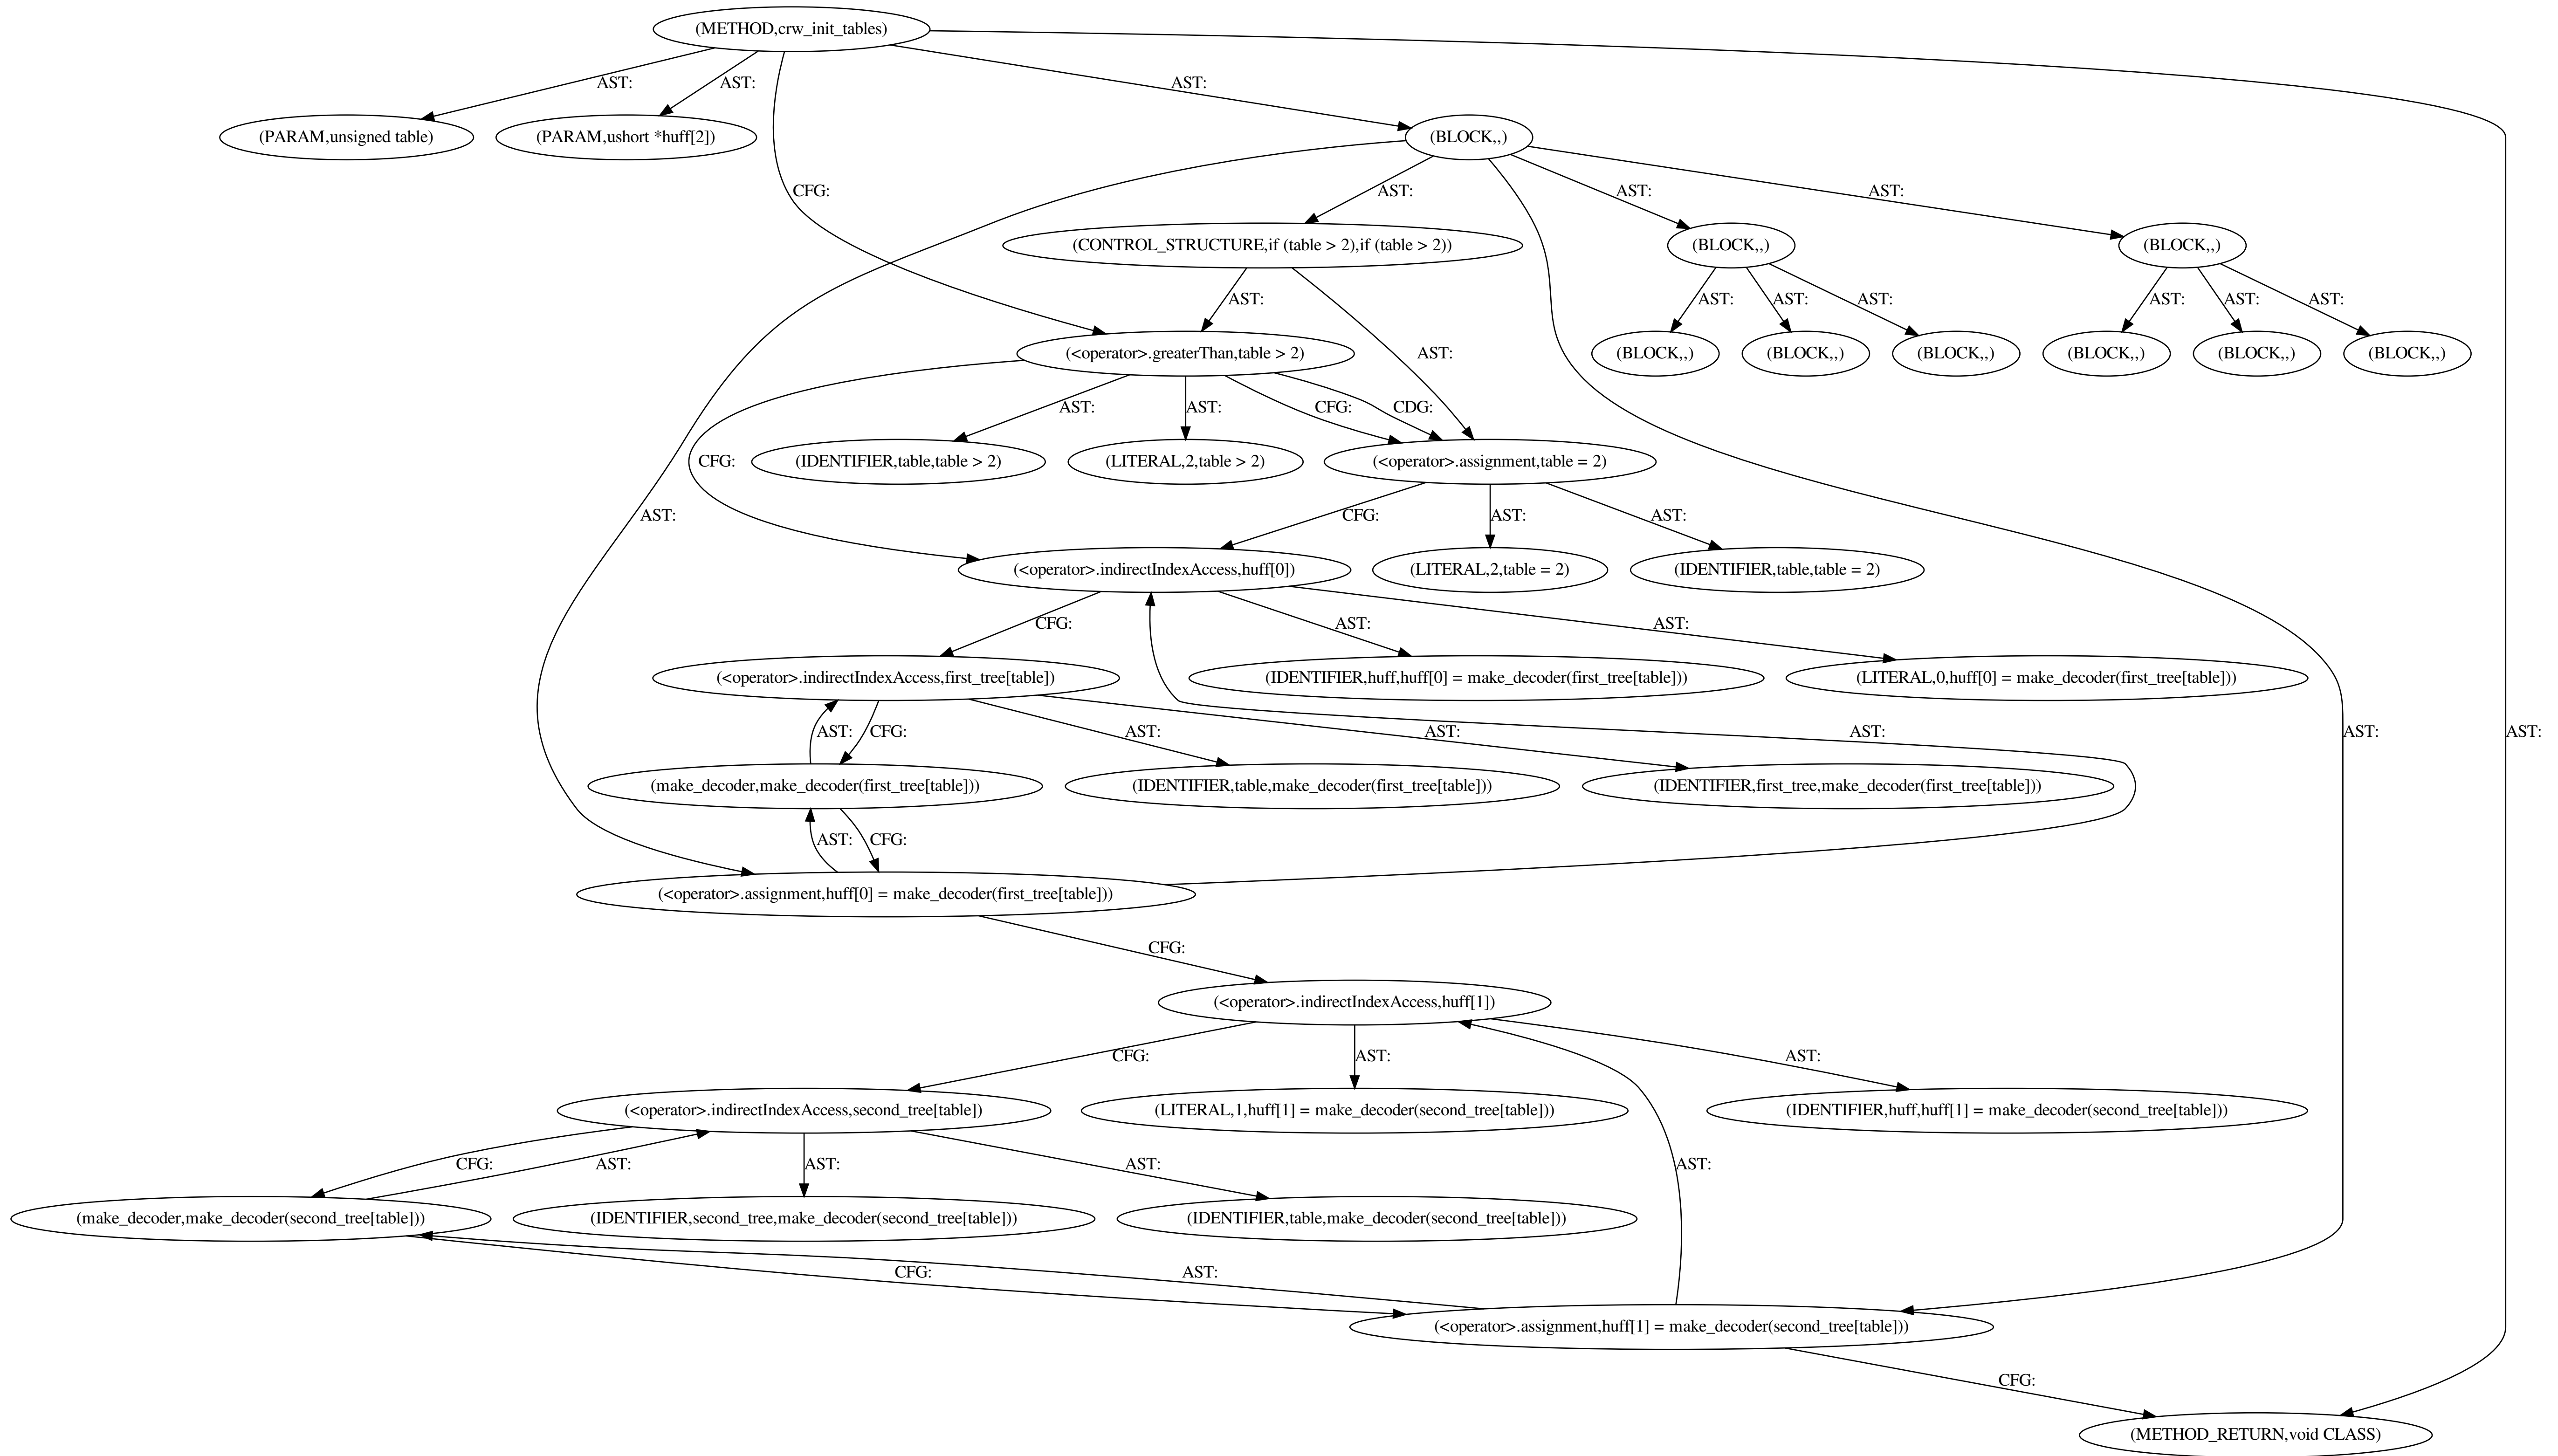 (METHOD,crw_init_tables)
AST:
AST:
AST:
(PARAM,unsigned table)
(PARAM,ushort *huff[2])
(BLOCK,,)
CFG:
AST:
AST:
AST:
(CONTROL_STRUCTURE,if (table > 2),if (table > 2))
(BLOCK,,)
(BLOCK,,)
AST:
AST:
AST:
AST:
AST:
AST:
AST:
(<operator>.greaterThan,table > 2)
AST:
(BLOCK,,)
(BLOCK,,)
(BLOCK,,)
(BLOCK,,)
(BLOCK,,)
(BLOCK,,)
AST:
AST:
CFG:
CDG:
CFG:
(IDENTIFIER,table,table > 2)
(LITERAL,2,table > 2)
(<operator>.assignment,table = 2)
AST:
CFG:
AST:
AST:
(<operator>.indirectIndexAccess,huff[0])
(LITERAL,2,table = 2)
(IDENTIFIER,table,table = 2)
CFG:
AST:
AST:
(<operator>.indirectIndexAccess,first_tree[table])
(IDENTIFIER,huff,huff[0] = make_decoder(first_tree[table]))
(LITERAL,0,huff[0] = make_decoder(first_tree[table]))
AST:
CFG:
AST:
AST:
AST:
AST:
AST:
(make_decoder,make_decoder(first_tree[table]))
(IDENTIFIER,table,make_decoder(first_tree[table]))
(IDENTIFIER,first_tree,make_decoder(first_tree[table]))
AST:
CFG:
(<operator>.assignment,huff[0] = make_decoder(first_tree[table]))
CFG:
(<operator>.indirectIndexAccess,huff[1])
CFG:
AST:
AST:
(<operator>.indirectIndexAccess,second_tree[table])
(LITERAL,1,huff[1] = make_decoder(second_tree[table]))
(IDENTIFIER,huff,huff[1] = make_decoder(second_tree[table]))
CFG:
AST:
AST:
AST:
AST:
(make_decoder,make_decoder(second_tree[table]))
(IDENTIFIER,second_tree,make_decoder(second_tree[table]))
(IDENTIFIER,table,make_decoder(second_tree[table]))
CFG:
AST:
(<operator>.assignment,huff[1] = make_decoder(second_tree[table]))
CFG:
(METHOD_RETURN,void CLASS)